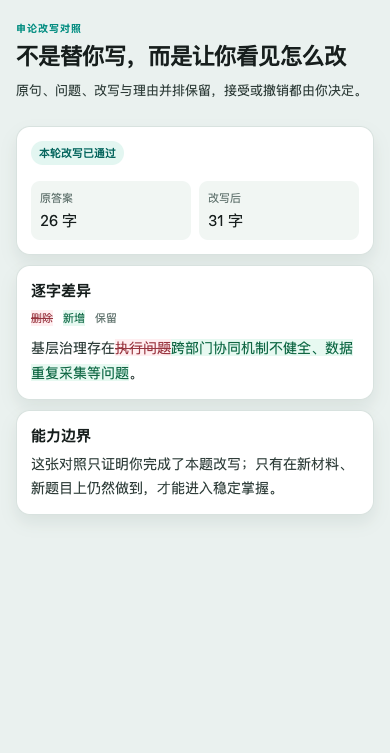 申论改写对照
不是替你写，而是让你看见怎么改
原句、问题、改写与理由并排保留，接受或撤销都由你决定。
本轮改写已通过
原答案
26 字
改写后
31 字
逐字差异
删除 新增 保留
基层治理存在执行问题跨部门协同机制不健全、数据
重复采集等问题。
能力边界
这张对照只证明你完成了本题改写；只有在新材料、
新题目上仍然做到，才能进入稳定掌握。